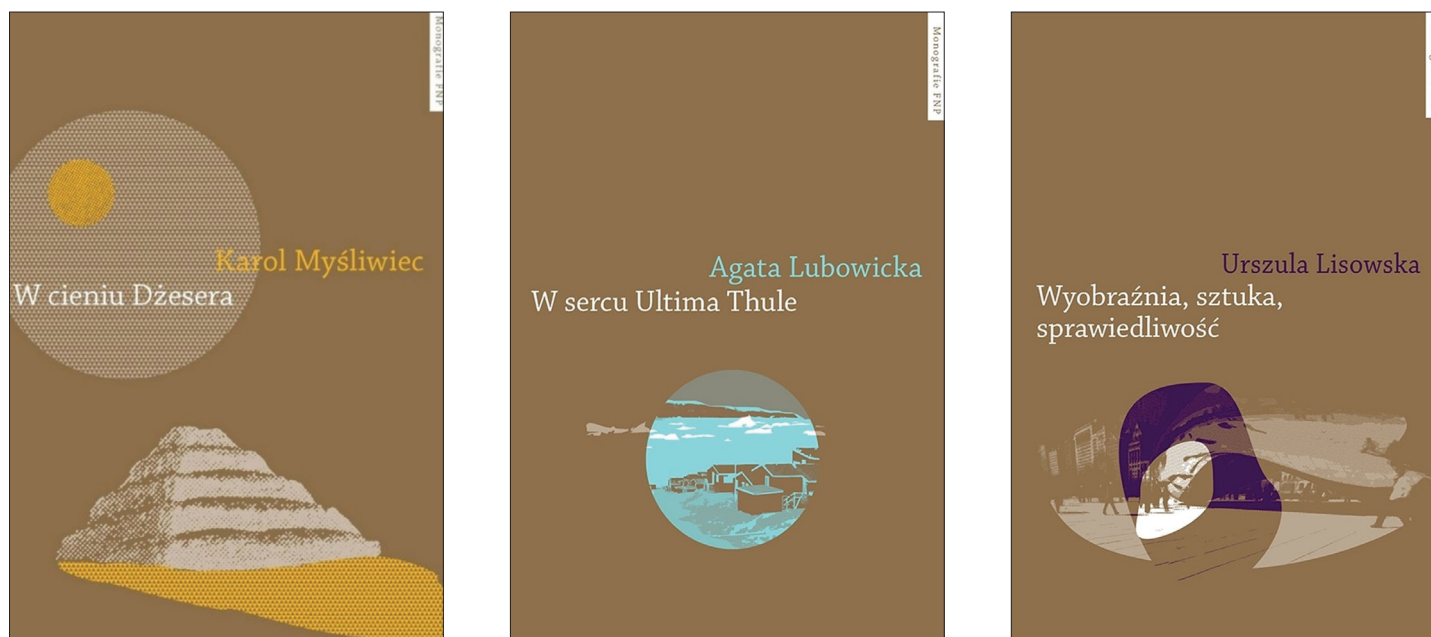 Monografie FNP
Karol Myśliwiec
W cieniu Dżesera
Monografie FNP
Agata Lubowicka
W sercu Ultima Thule
Urszula Lisowska
Wyobraźnia, sztuka,
sprawiedliwość